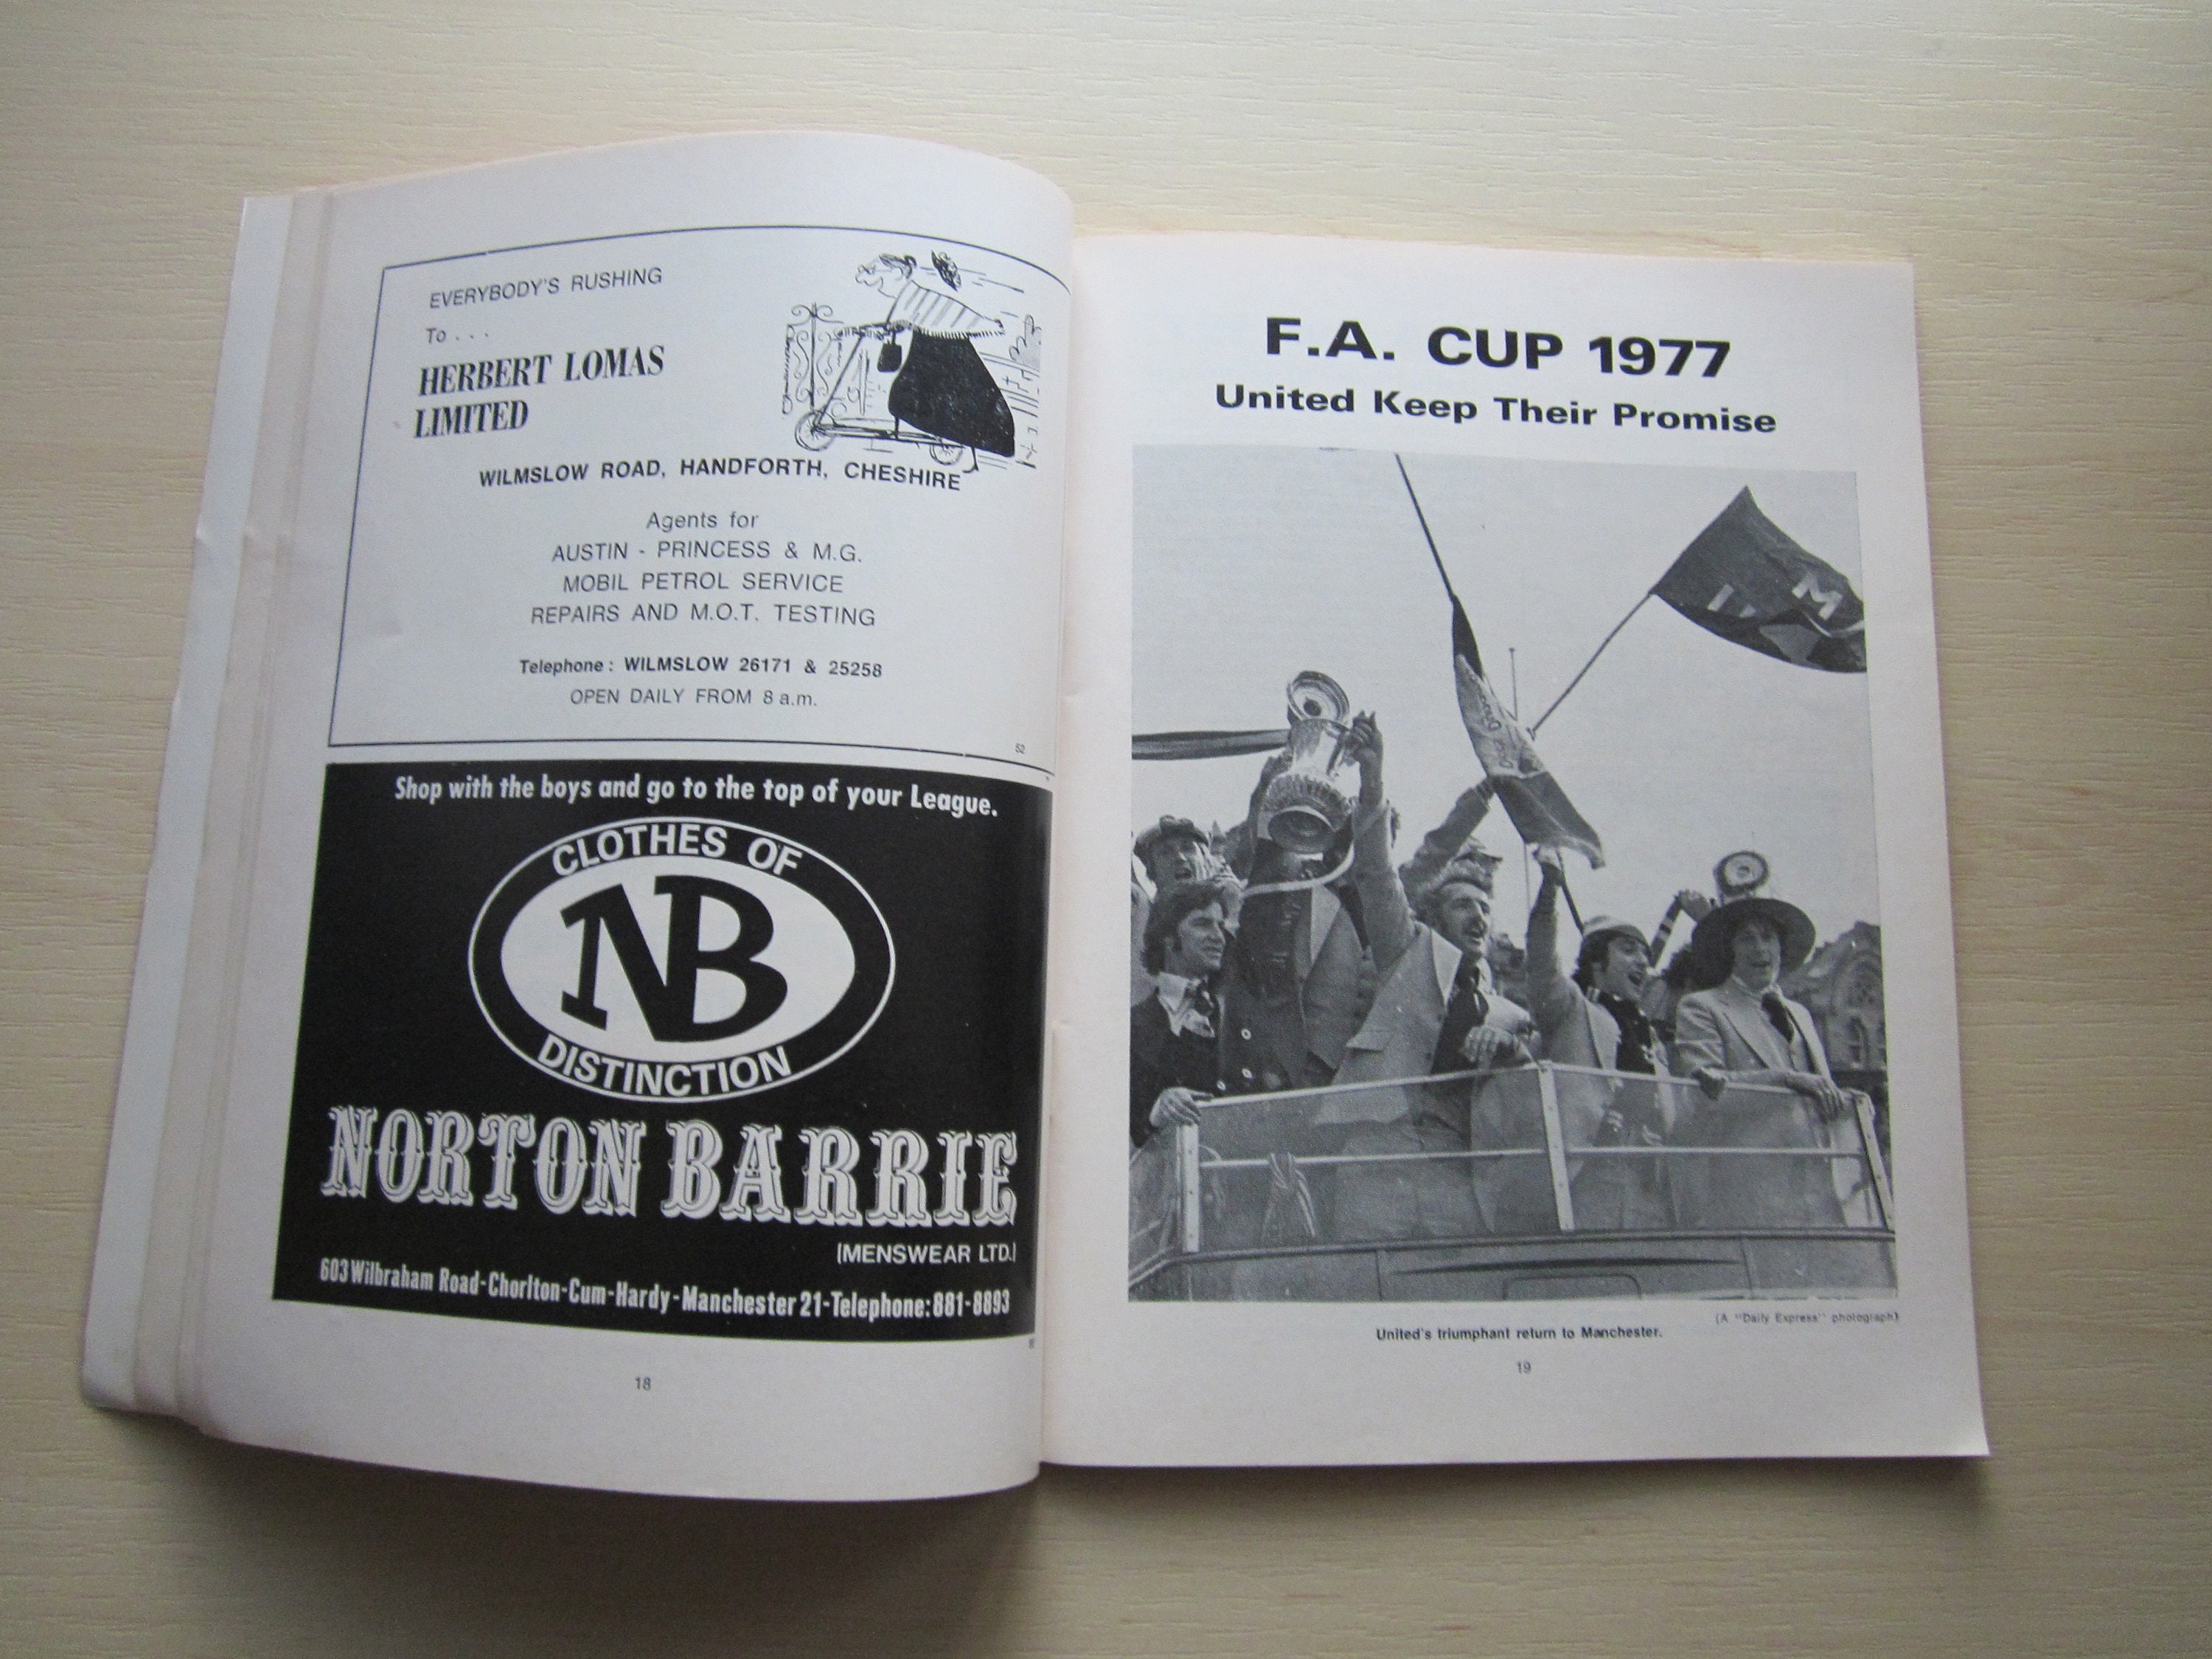 EVERYBODY'S RUSHING
To . . .
HERBERT LOMAS
LIMITED
WILMSLOW ROAD, HANDFORTH, CHESHIRE
Agents for
AUSTIN - PRINCESS & M.G.
MOBIL PETROL SERVICE
REPAIRS AND M.O.T. TESTING
Telephone : WILMSLOW 26171 & 25258
OPEN DAILY FROM 8 a.m.
52
Shop with the boys and go to the top of your League.
CLOTHES OF
NB
DISTINCTION
NORTON BARRIE
(MENSWEAR LTD.)
603 Wilbraham Road-Chorlton-Cum-Hardy-Manchester 21-Telephone: 881-8893
18
F.A. CUP 1977
United Keep Their Promise
M
(A "Daily Express" photograph)
United's triumphant return to Manchester.
19